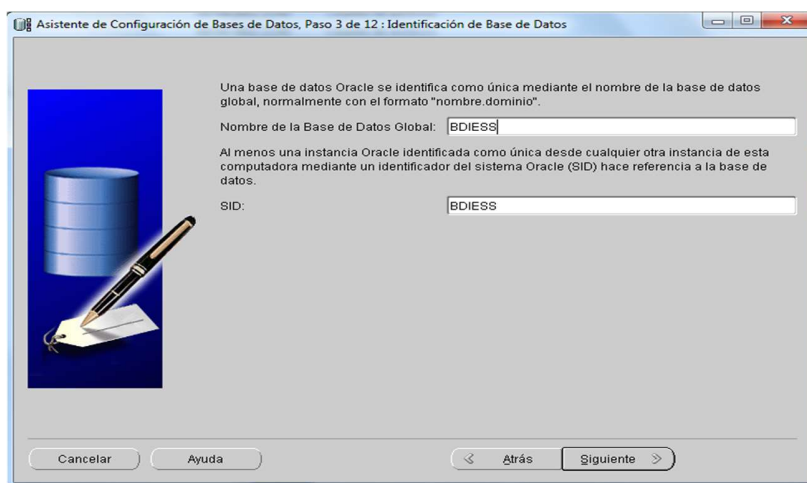 Asistente de Configuración de Bases de Datos, Paso 3 de 12 : Identificación de Base de Datos
Una base de datos Oracle se identifica como única mediante el nombre de la base de datos
global, normalmente con el formato "nombre.dominio".
Nombre de la Base de Datos Global: BDIESS
Al menos una instancia Oracle identificada como única desde cualquier otra instancia de esta
computadora mediante un identificador del sistema Oracle (SID) hace referencia a la base de
datos.
SID: BDIESS
Cancelar Ayuda Atrás Siguiente